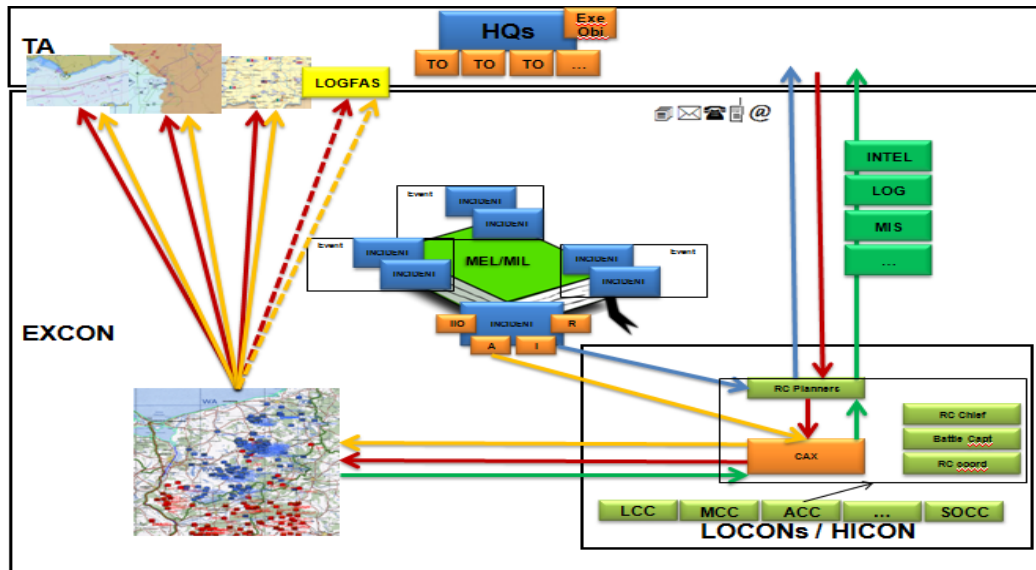 TA
HQs
Exe
Obj.
TO
TO
TO
...
LOGFAS
@
INTEL
LOG
MIS
...
Event
INCIDENT
INCIDENT
Event
INCIDENT
INCIDENT
MEL/MIL
Event
INCIDENT
INCIDENT
EXCON
IIO
INCIDENT
R
A
I
RC Planners
RC Chief
Battle Capt
RC coord
CAX
LCC
MCC
ACC
...
SOCC
LOCONs / HICON